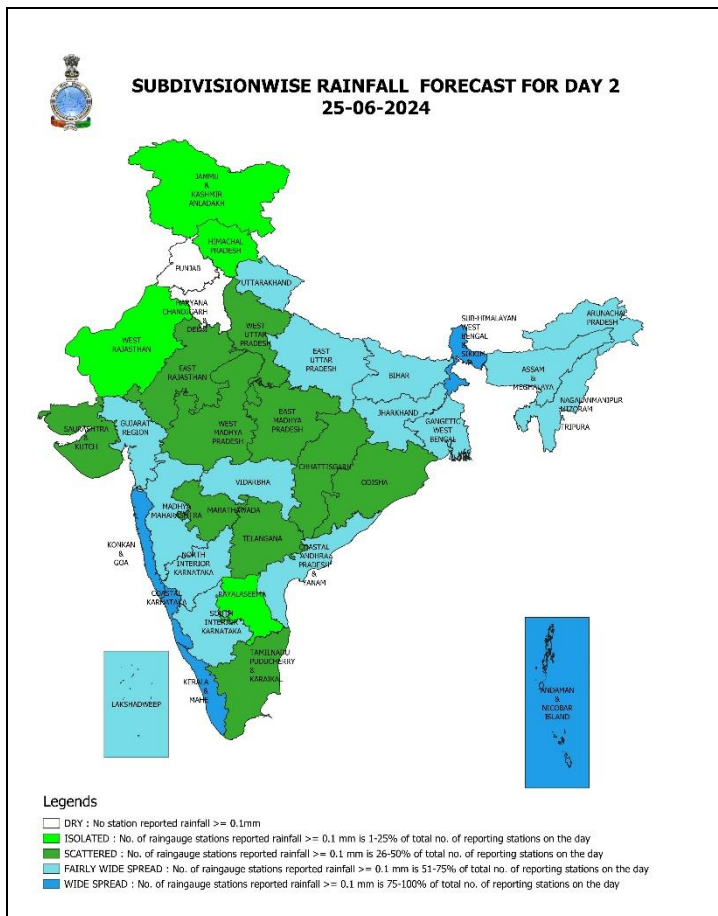 SUBDIVISIONWISE RAINFALL FORECAST FOR DAY 2
25-06-2024
JAMMU
&
KASHMIR
ANLADAKH
HIMACHAL
PRADESH
PUNJAB
UTTARAKHAND
HARYANA
CHANDIGARH
&
DELHI
WEST
UTTAR
PRADESH
WEST
RAJASTHAN
EAST
RAJASTHAN
EAST
UTTAR
PRADESH
BIHAR
SUB-HIMALAYAN
WEST
BENGAL
&
SIKKIM
ARUNACHAL
PRADESH
ASSAM
&
MEGHALAYA
NAGALANMANIPUR
MIZORAM
&
TRIPURA
JHARKHAND
GANGETIC
WEST
BENGAL
SAURASHTRA
&
KUTCH
GUJARAT
REGION
WEST
MADHYA
PRADESH
EAST
MADHYA
PRADESH
CHHATTISGARH
ODISHA
VIDARBHA
MADHYA
MAHARASHTRA
MARATHAWADA
TELANGANA
KONKAN
&
GOA
NORTH
INTERIOR
KARNATAKA
COASTAL
ANDHRA
PRADESH
&
YANAM
COASTAL
KARNATAKA
RAYALASEEMA
SOUTH
INTERIOR
KARNATAKA
TAMILNADU
PUDUCHERRY
&
KARAIKAL
KERALA
&
MAHE
LAKSHADWEEP
ANDAMAN
&
NICOBAR
ISLAND
Legends
DRY : No station reported rainfall >= 0.1mm
ISOLATED : No. of raingauge stations reported rainfall >= 0.1 mm is 1-25% of total no. of reporting stations on the day
SCATTERED : No. of raingauge stations reported rainfall >= 0.1 mm is 26-50% of total no. of reporting stations on the day
FAIRLY WIDE SPREAD : No. of raingauge stations reported rainfall >= 0.1 mm is 51-75% of total no. of reporting stations on the day
WIDE SPREAD : No. of raingauge stations reported rainfall >= 0.1 mm is 75-100% of total no. of reporting stations on the day